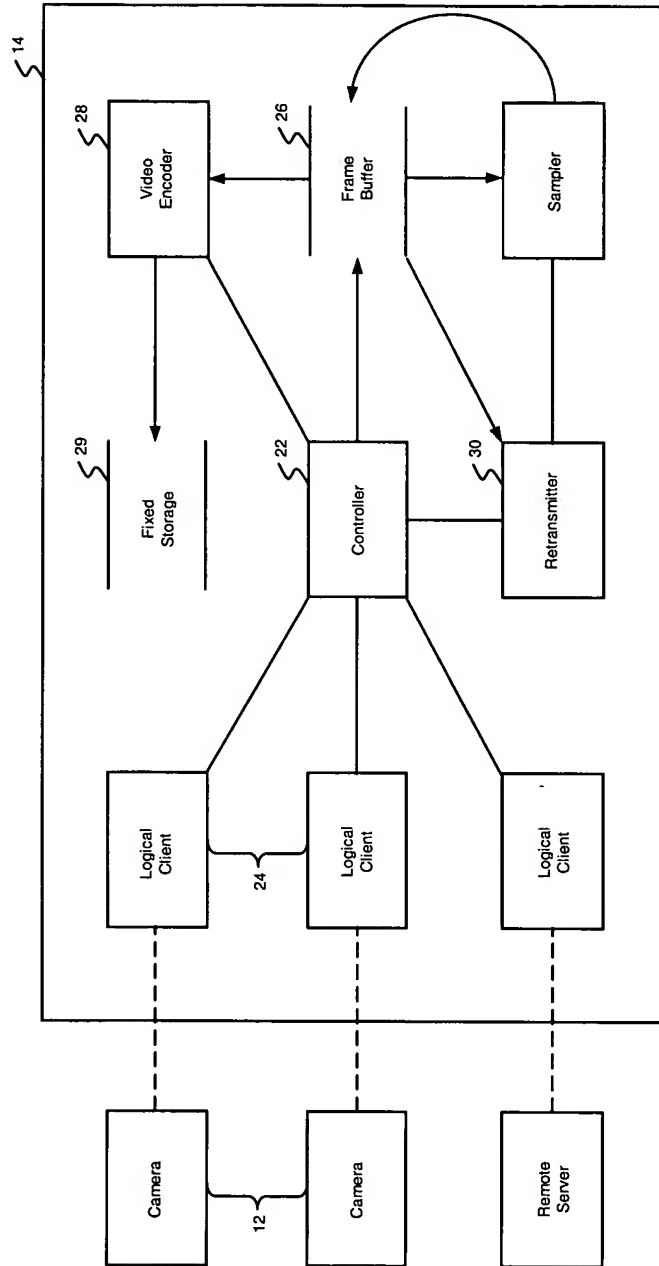 14
28
Video
Encoder
26
Frame
Buffer
Sampler
29
Fixed
Storage
22
Controller
30
Retransmitter
Logical
Client
24
Logical
Client
Logical
Client
Camera
12
Camera
Remote
Server